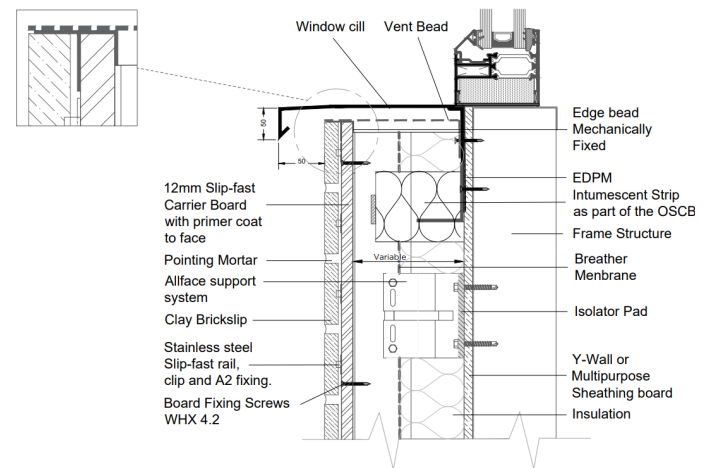 Window cill
Vent Bead
50
50
Edge bead
Mechanically
Fixed
EDPM
Intumescent Strip
as part of the OSCB
Frame Structure
Breather
Menbrane
Isolator Pad
Y-Wall or
Multipurpose
Sheathing board
Insulation
12mm Slip-fast
Carrier Board
with primer coat
to face
Pointing Mortar
Allface support
system
Clay Brickslip
Stainless steel
Slip-fast rail,
clip and A2 fixing.
Board Fixing Screws
WHX 4.2
Variable